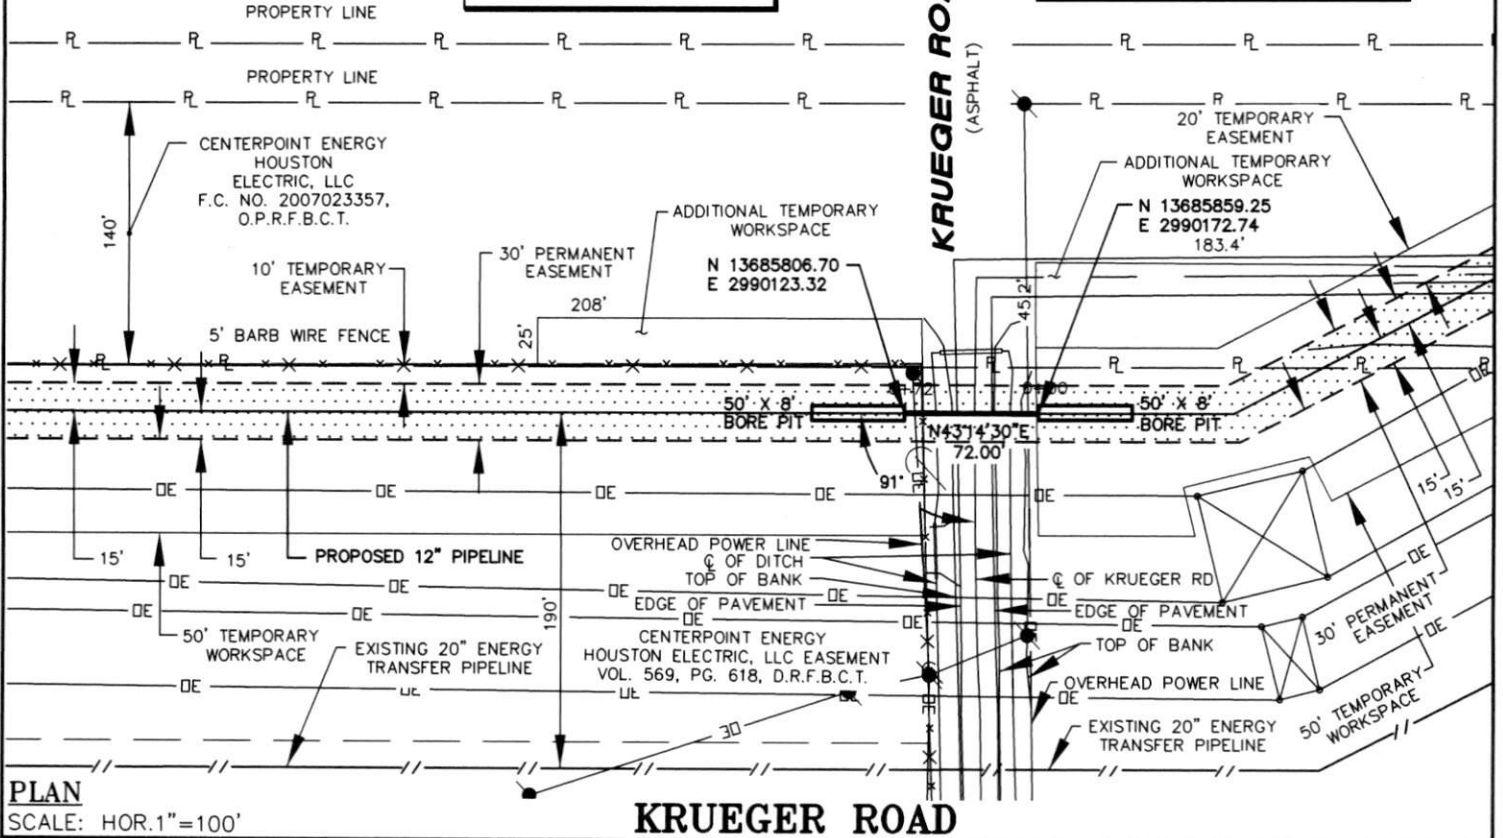 PROPERTY LINE
PROPERTY LINE
KRUEGER ROA
(ASPHALT)
CENTERPOINT ENERGY
HOUSTON
ELECTRIC, LLC
F.C. NO. 2007023357,
O.P.R.F.B.C.T.
140'
10' TEMPORARY
EASEMENT
30' PERMANENT
EASEMENT
5' BARB WIRE FENCE
ADDITIONAL TEMPORARY
WORKSPACE
208'
25'
N 13685806.70
E 2990123.32
20' TEMPORARY
EASEMENT
ADDITIONAL TEMPORARY
WORKSPACE
N 13685859.25
E 2990172.74
183.4'
45.2'
50' X 8'
BORE PIT
N43°14'30"E
72.00'
50' X 8'
BORE PIT
91°
OE OE OE OE OE
15'
15'
PROPOSED 12" PIPELINE
190'
50' TEMPORARY
WORKSPACE
EXISTING 20" ENERGY
TRANSFER PIPELINE
OVERHEAD POWER LINE
℄ OF DITCH
TOP OF BANK
EDGE OF PAVEMENT
CENTERPOINT ENERGY
HOUSTON ELECTRIC, LLC EASEMENT
VOL. 569, PG. 618, D.R.F.B.C.T.
℄ OF KRUEGER RD
EDGE OF PAVEMENT
TOP OF BANK
OVERHEAD POWER LINE
EXISTING 20" ENERGY
TRANSFER PIPELINE
15'
15'
30' PERMANENT
EASEMENT
50' TEMPORARY
WORKSPACE
PLAN
SCALE: HOR.1"=100'
KRUEGER ROAD